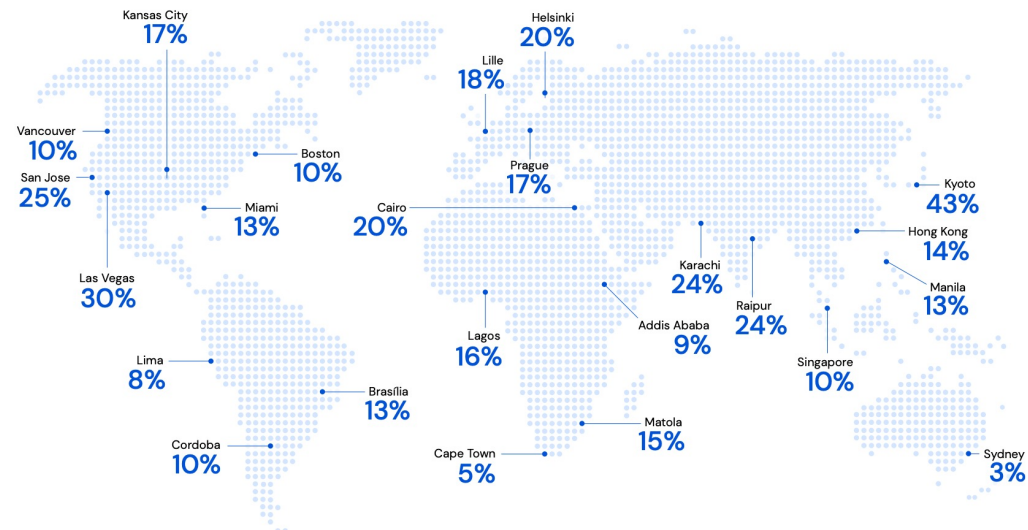 Kansas City
17%
Helsinki
20%
Lille
18%
Vancouver
10%
Boston
10%
Prague
17%
San Jose
25%
Kyoto
43%
Miami
13%
Cairo
20%
Hong Kong
14%
Las Vegas
30%
Karachi
24%
Manila
13%
Raipur
24%
Addis Ababa
9%
Lagos
16%
Lima
8%
Singapore
10%
Brasília
13%
Matola
15%
Cordoba
10%
Cape Town
5%
Sydney
3%